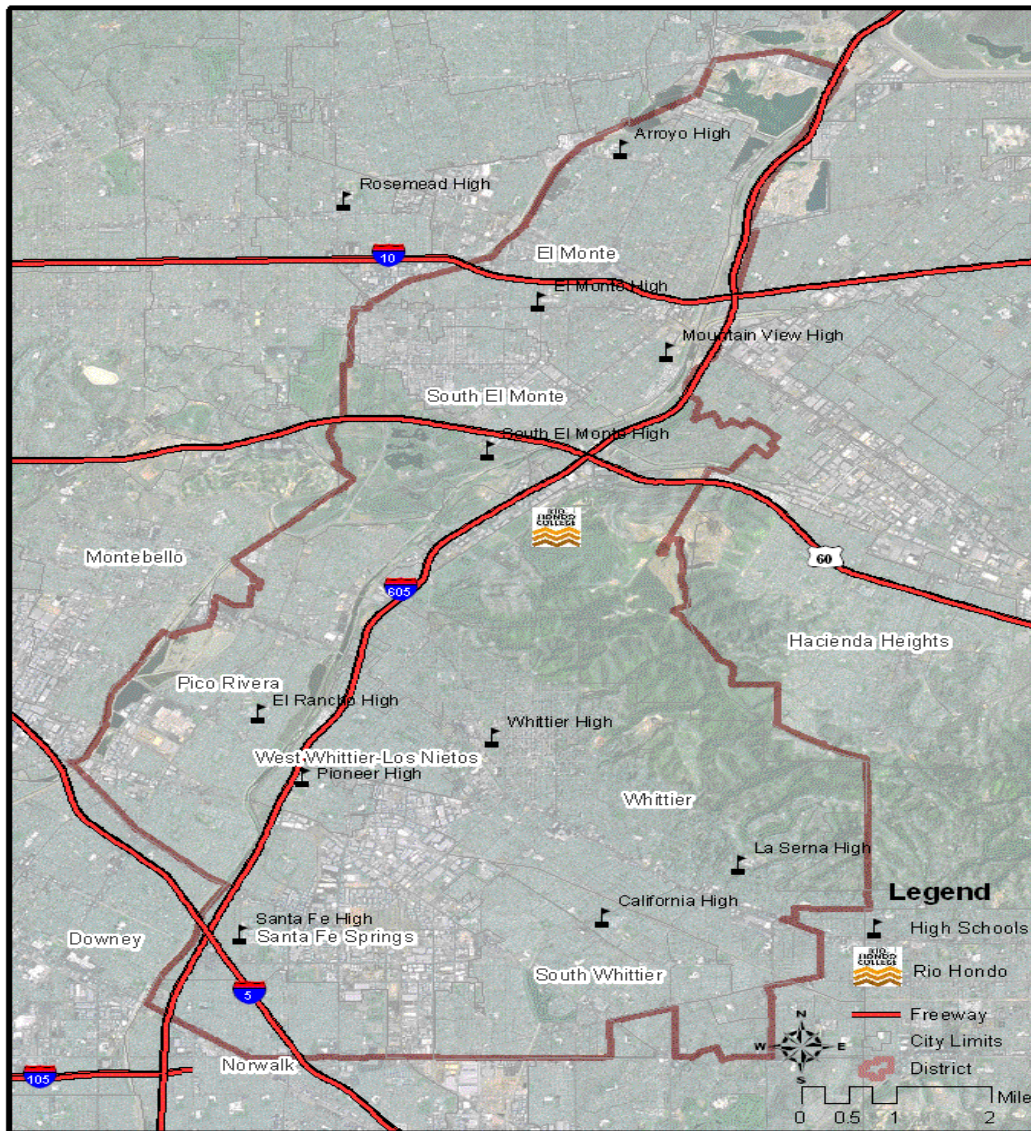 Arroyo High
Rosemead High
El Monte
10
El Monte High
Mountain View High
South El Monte
South El Monte High
RIO
HONDO
COLLEGE
Montebello
60
605
Hacienda Heights
Pico Rivera
El Rancho High
Whittier High
West Whittier-Los Nietos
Pioneer High
Whittier
La Serna High
Legend
California High
Santa Fe High
High Schools
Downey
Santa Fe Springs
RIO
HONDO
COLLEGE
Rio Hondo
South Whittier
5
Freeway
N
W E
S
City Limits
Norwalk
District
105
Mile
0 0.5 1 2